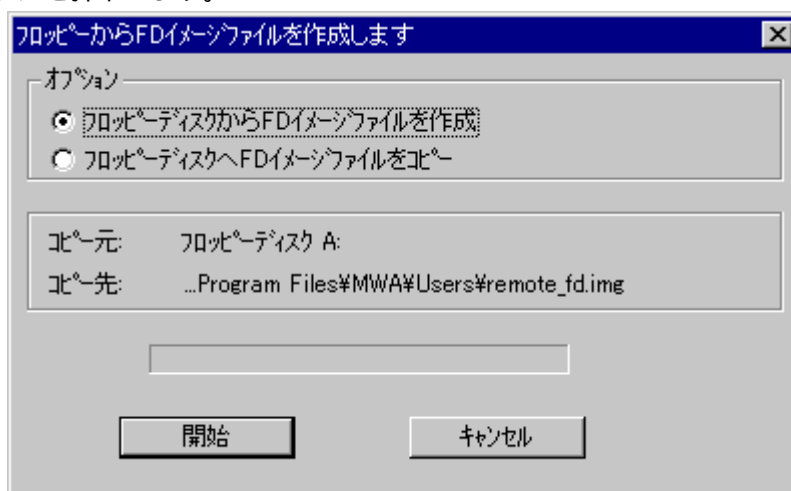 フロッピーからFDイメージファイルを作成します
オプション
フロッピーディスクからFDイメージファイルを作成
フロッピーディスクへFDイメージファイルをコピー
コピー元: フロッピーディスク A:
コピー先: ...Program Files¥MWA¥Users¥remote_fd.img
開始 キャンセル